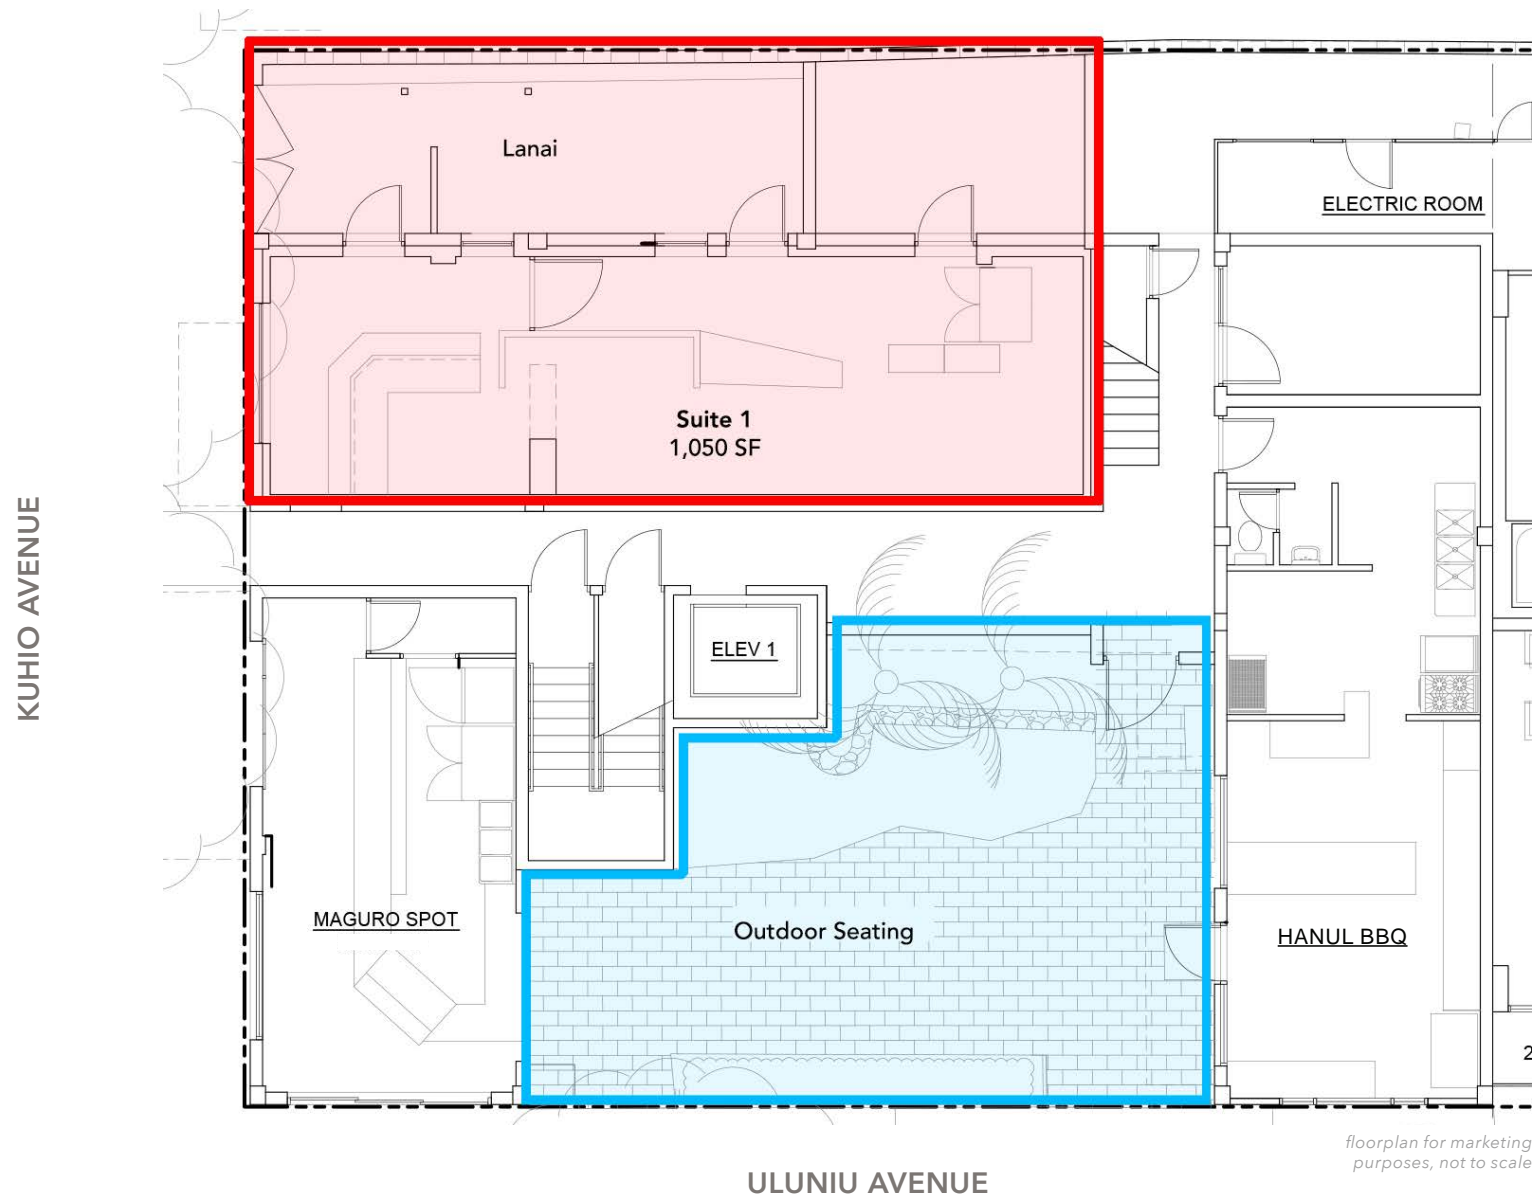 Lanai
ELECTRIC ROOM
Suite 1
1,050 SF
KUHIO AVENUE
ELEV 1
MAGURO SPOT
Outdoor Seating
HANUL BBQ
2
floorplan for marketing
purposes, not to scale
ULUNIU AVENUE